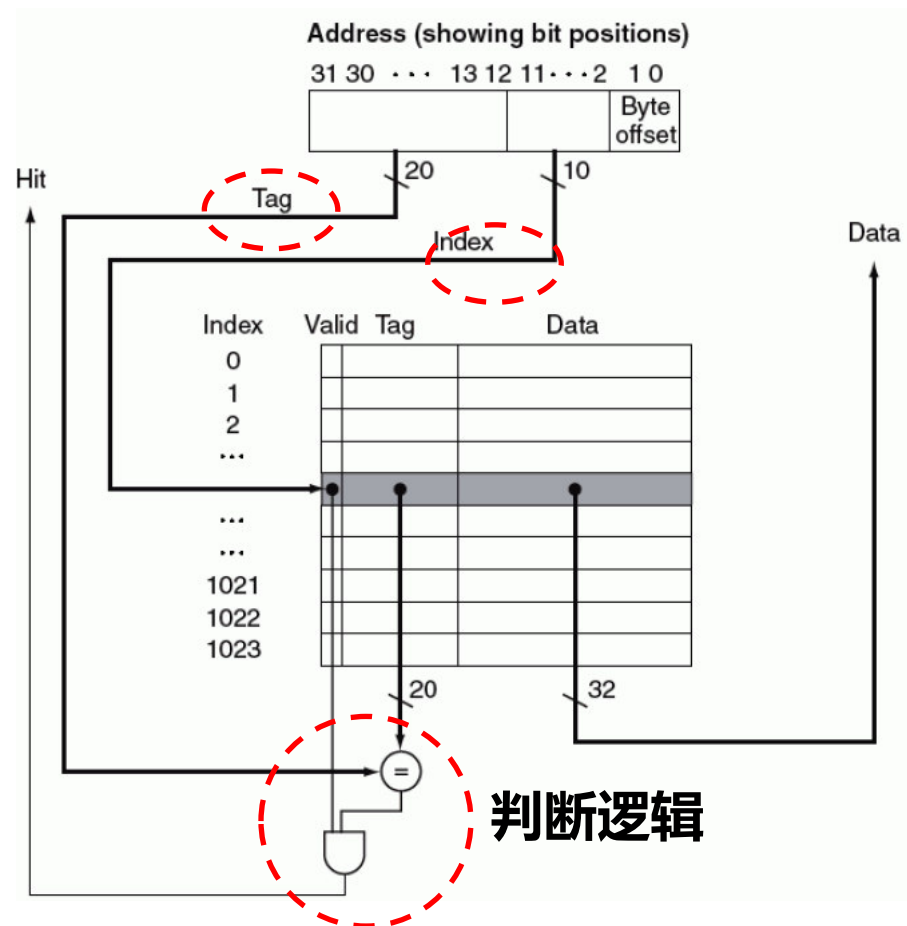 Address (showing bit positions)
31 30 ··· 13 12 11···2 1 0
Byte
offset
20
10
Hit
Tag
Index
Data
Index Valid Tag Data
0
1
2
...
...
...
1021
1022
1023
20
32
=
判断逻辑